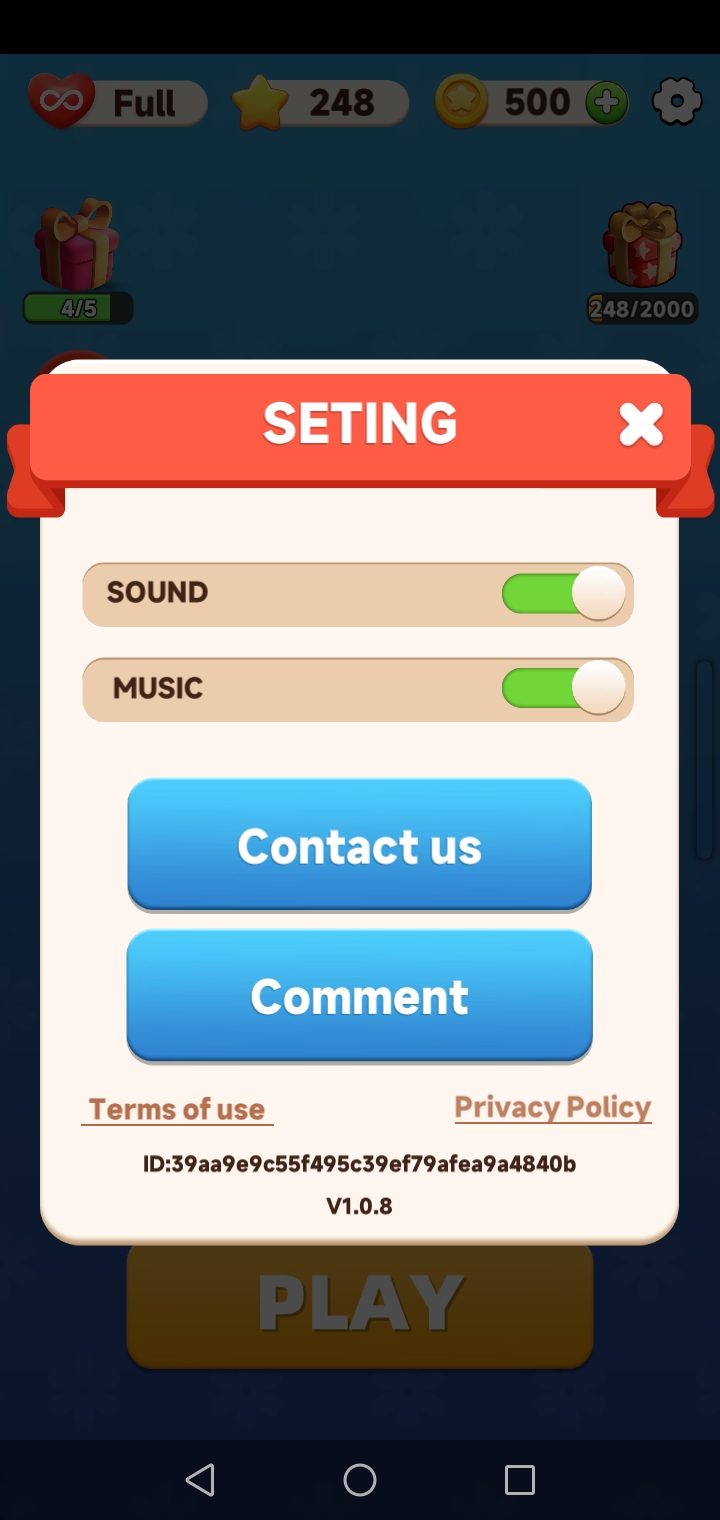 Full 248 500
4/5 248/2000
SETING
SOUND
MUSIC
Contact us
Comment
Terms of use Privacy Policy
ID:39aa9e9c55f495c39ef79afea9a4840b
V1.0.8
PLAY